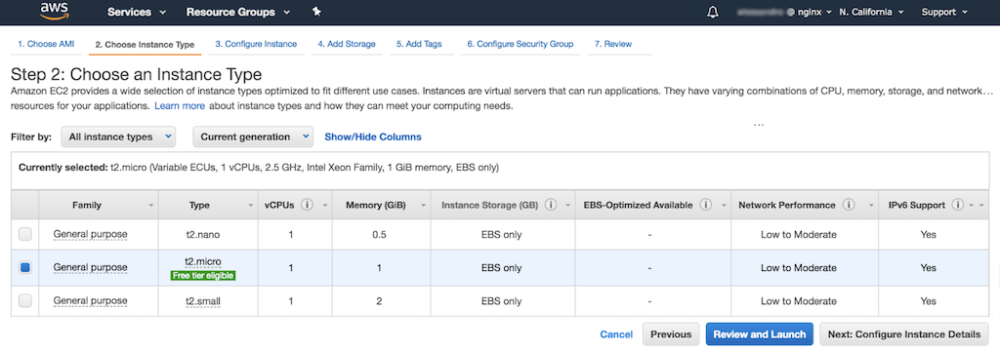 aws Services Resource Groups @ nginx N. California Support
1. Choose AMI 2. Choose Instance Type 3. Configure Instance 4. Add Storage 5. Add Tags 6. Configure Security Group 7. Review
Step 2: Choose an Instance Type
Amazon EC2 provides a wide selection of instance types optimized to fit different use cases. Instances are virtual servers that can run applications. They have varying combinations of CPU, memory, storage, and network…
resources for your applications. Learn more about instance types and how they can meet your computing needs.
...
Filter by: All instance types Current generation Show/Hide Columns
Currently selected: t2.micro (Variable ECUs, 1 vCPUs, 2.5 GHz, Intel Xeon Family, 1 GiB memory, EBS only)
Family Type vCPUs i Memory (GiB) Instance Storage (GB) i EBS-Optimized Available i Network Performance i IPv6 Support i
General purpose t2.nano 1 0.5 EBS only - Low to Moderate Yes
General purpose t2.micro 1 1 EBS only - Low to Moderate Yes
Free tier eligible
General purpose t2.small 1 2 EBS only - Low to Moderate Yes
Cancel Previous Review and Launch Next: Configure Instance Details